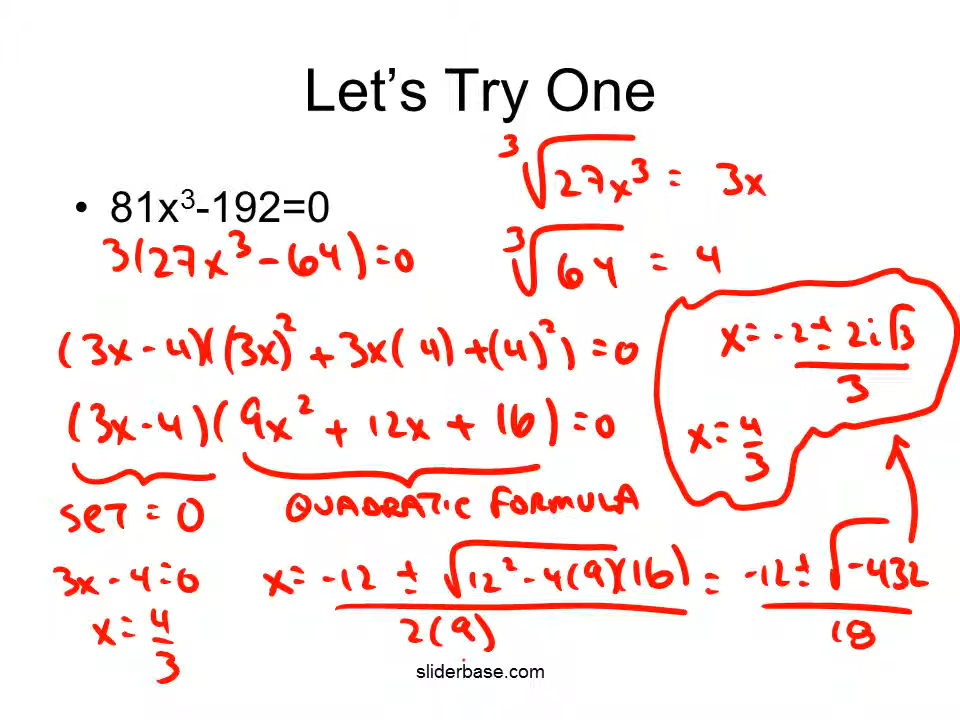 Let's Try One
• 81x³-192=0
3(27x³ - 64) = 0
³√27x³ = 3x
³√64 = 4
(3x - 4)((3x)² + 3x(4) + (4)²) = 0
(3x - 4)(9x² + 12x + 16) = 0
x = -2 ± 2i√3 / 3
x = 4/3
SET = 0
QUADRATIC FORMULA
3x - 4 = 0
x = 4/3
x = -12 ± √12² - 4(9)(16) / 2(9) = -12 ± √-432 / 18
sliderbase.com